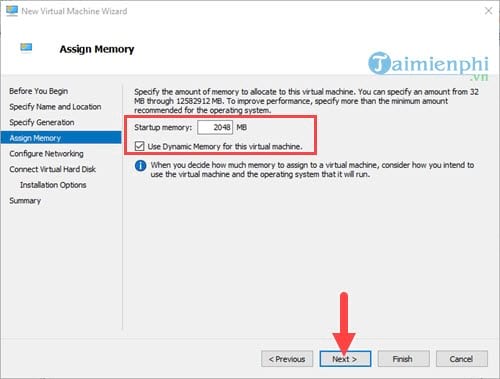 New Virtual Machine Wizard
Assign Memory
Taimienphi
.vn
Before You Begin
Specify Name and Location
Specify Generation
Assign Memory
Configure Networking
Connect Virtual Hard Disk
Installation Options
Summary
Specify the amount of memory to allocate to this virtual machine. You can specify an amount from 32
MB through 12582912 MB. To improve performance, specify more than the minimum amount
recommended for the operating system.
Startup memory: 2048 MB
Use Dynamic Memory for this virtual machine.
When you decide how much memory to assign to a virtual machine, consider how you intend to
use the virtual machine and the operating system that it will run.
< Previous Next > Finish Cancel